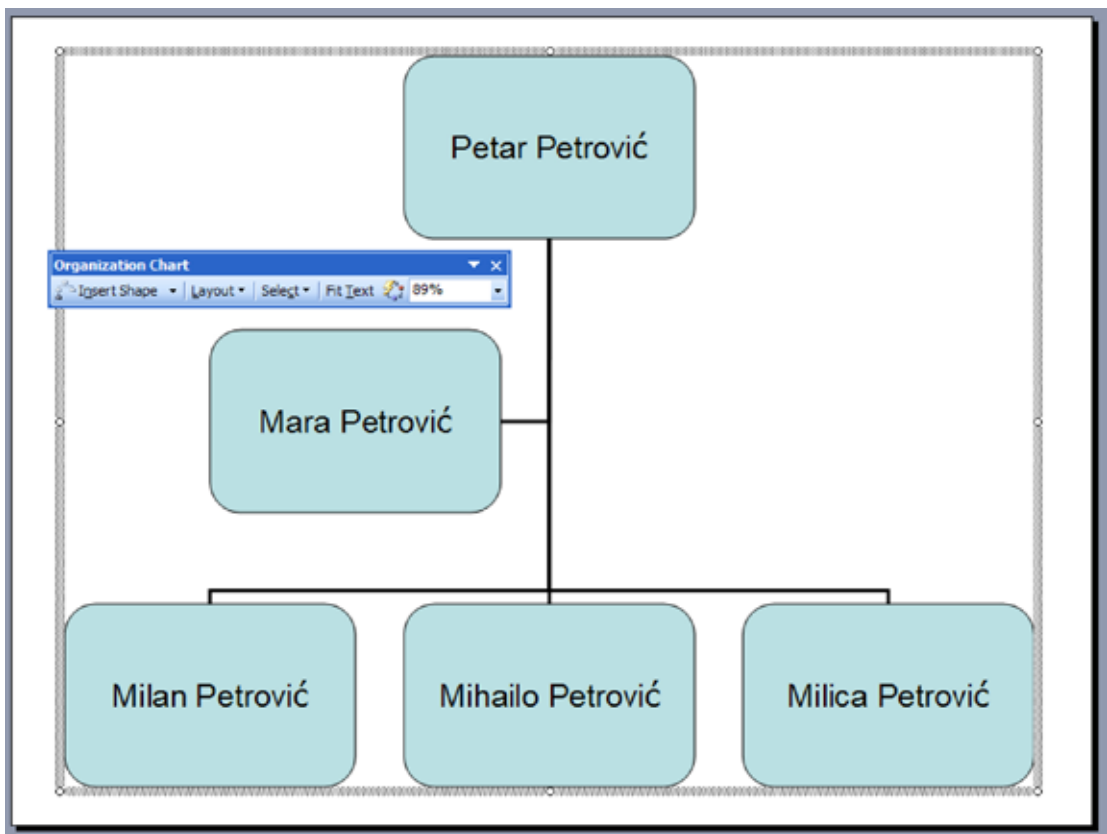 Petar Petrović
Organization Chart
Insert Shape Layout Select Fit Text 89%
Mara Petrović
Milan Petrović Mihailo Petrović Milica Petrović